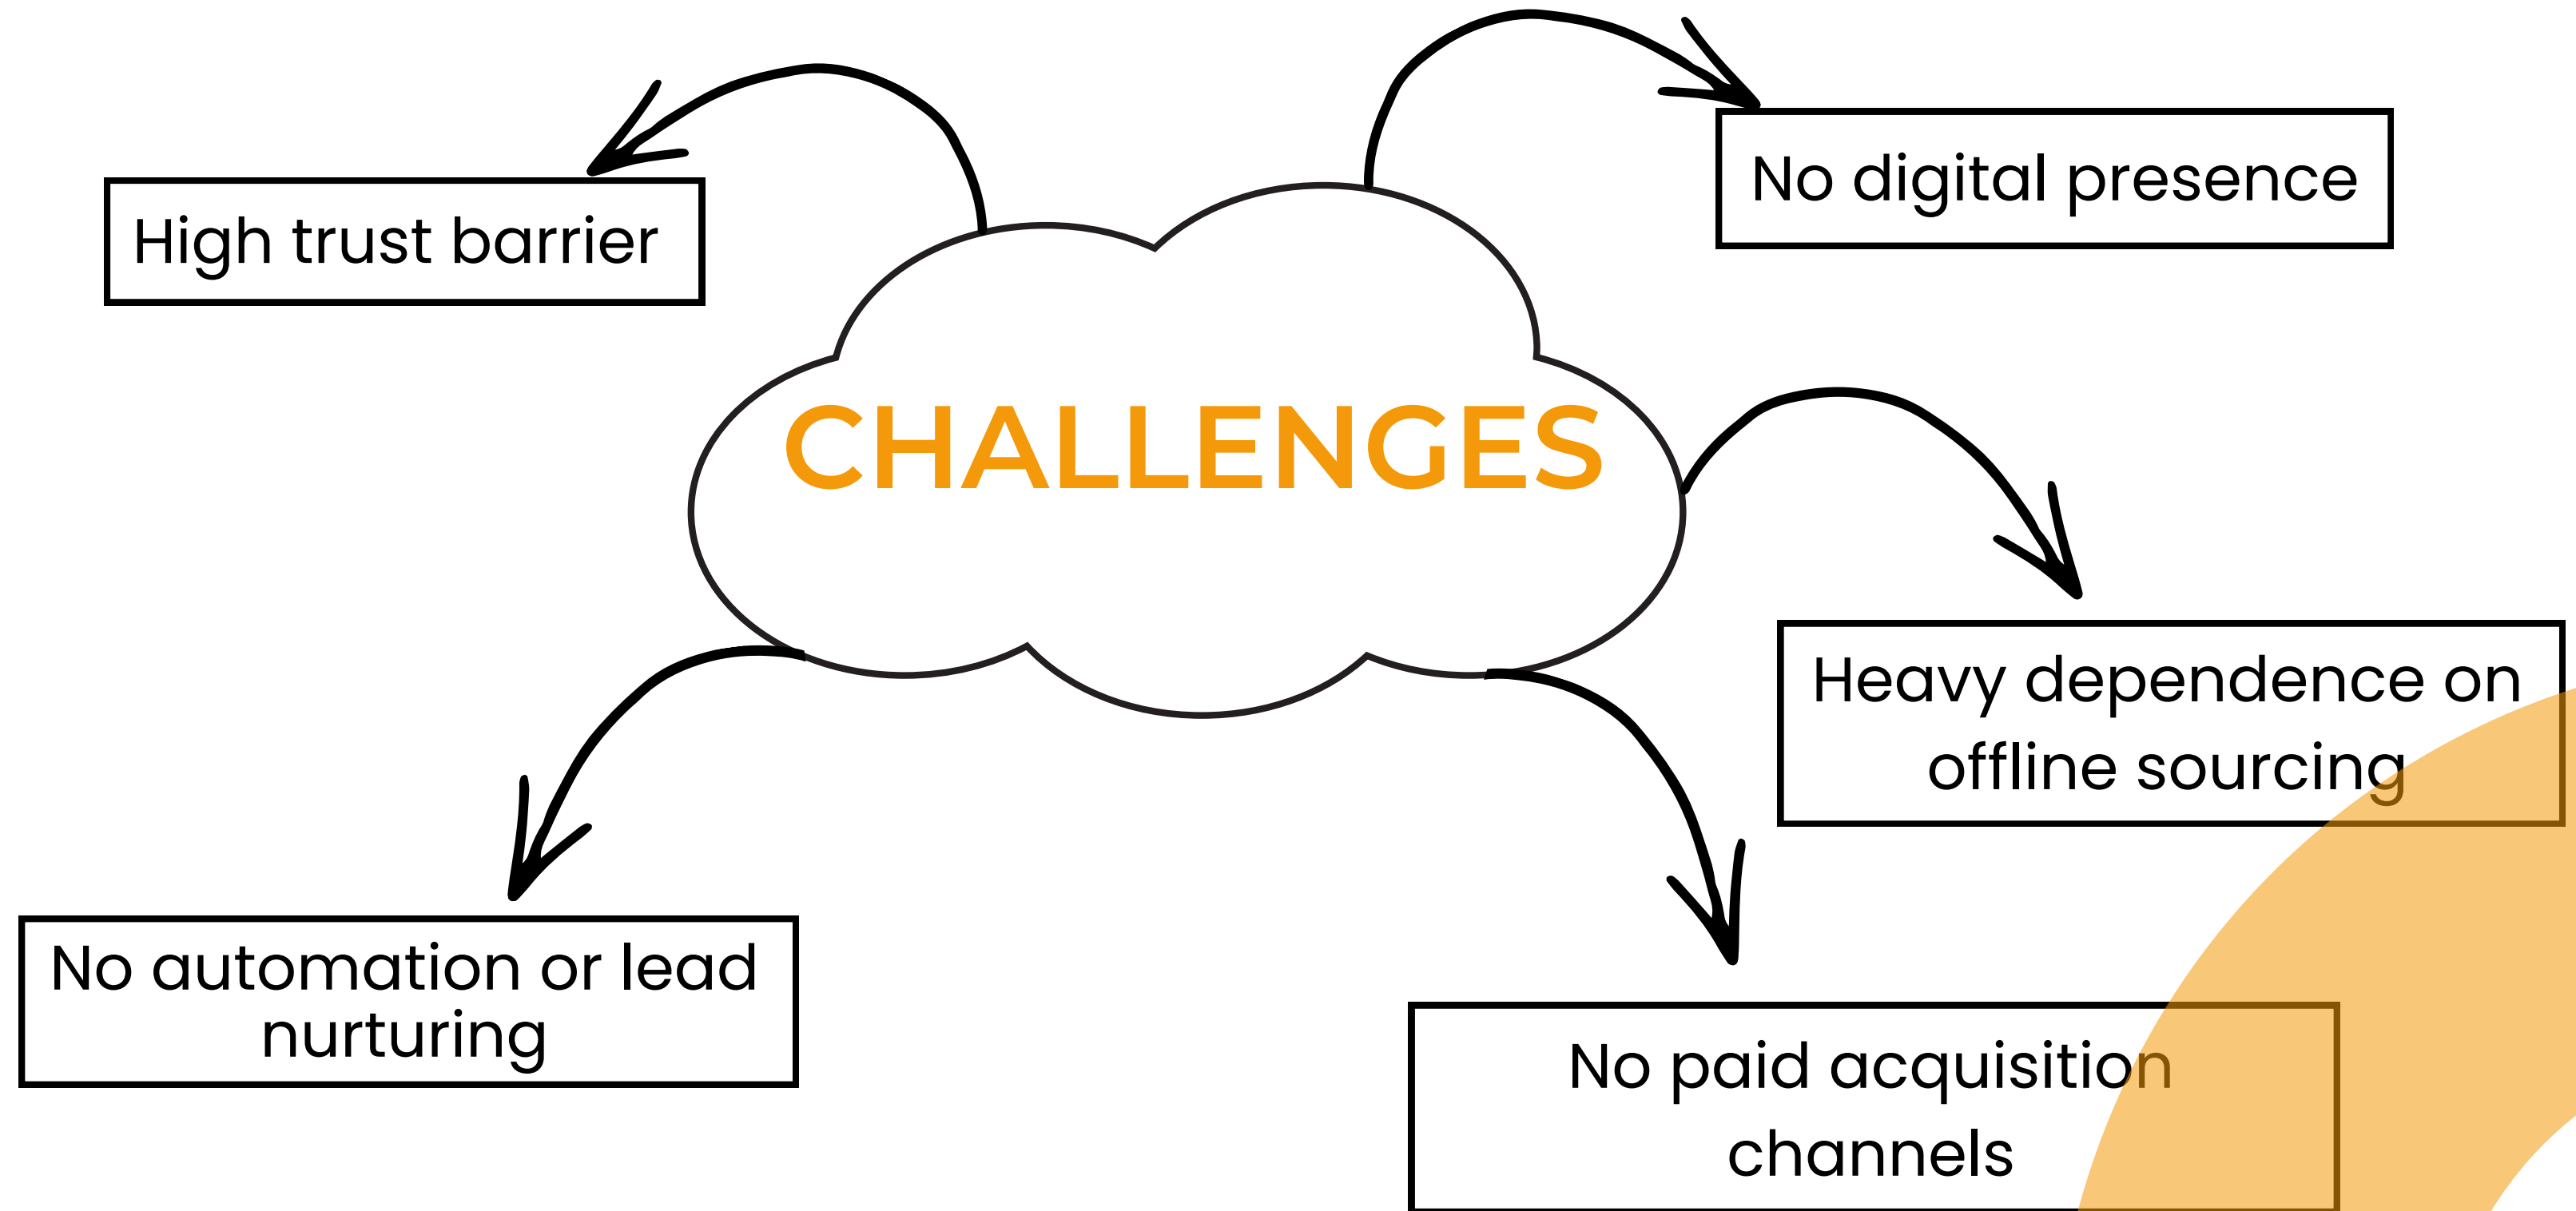 No digital presence
High trust barrier
CHALLENGES
Heavy dependence on
offline sourcing
No automation or lead
nurturing
No paid acquisition
channels